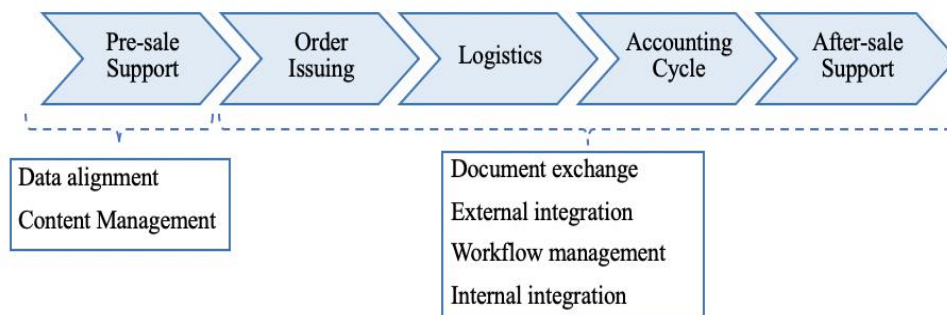 Pre-sale
Support
Order
Issuing
Logistics
Accounting
Cycle
After-sale
Support
Data alignment
Content Management
Document exchange
External integration
Workflow management
Internal integration